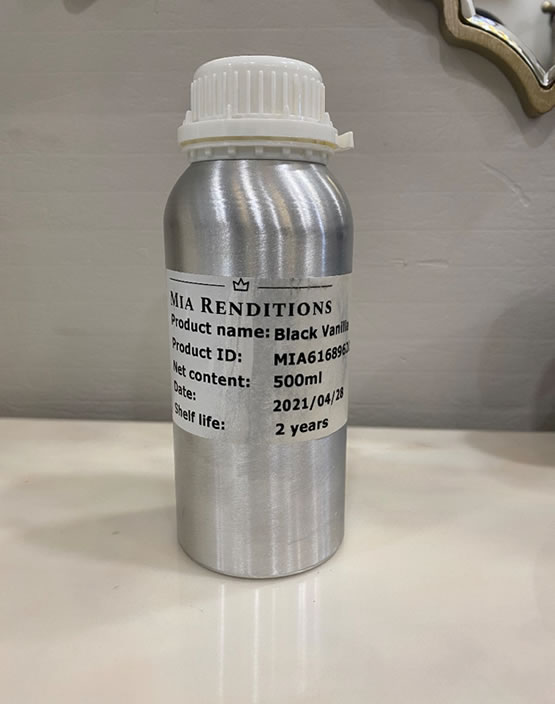 MIA RENDITIONS
Product name: Black Vanilla
Product ID: MIA6168962
Net content: 500ml
Date: 2021/04/28
Shelf life: 2 years